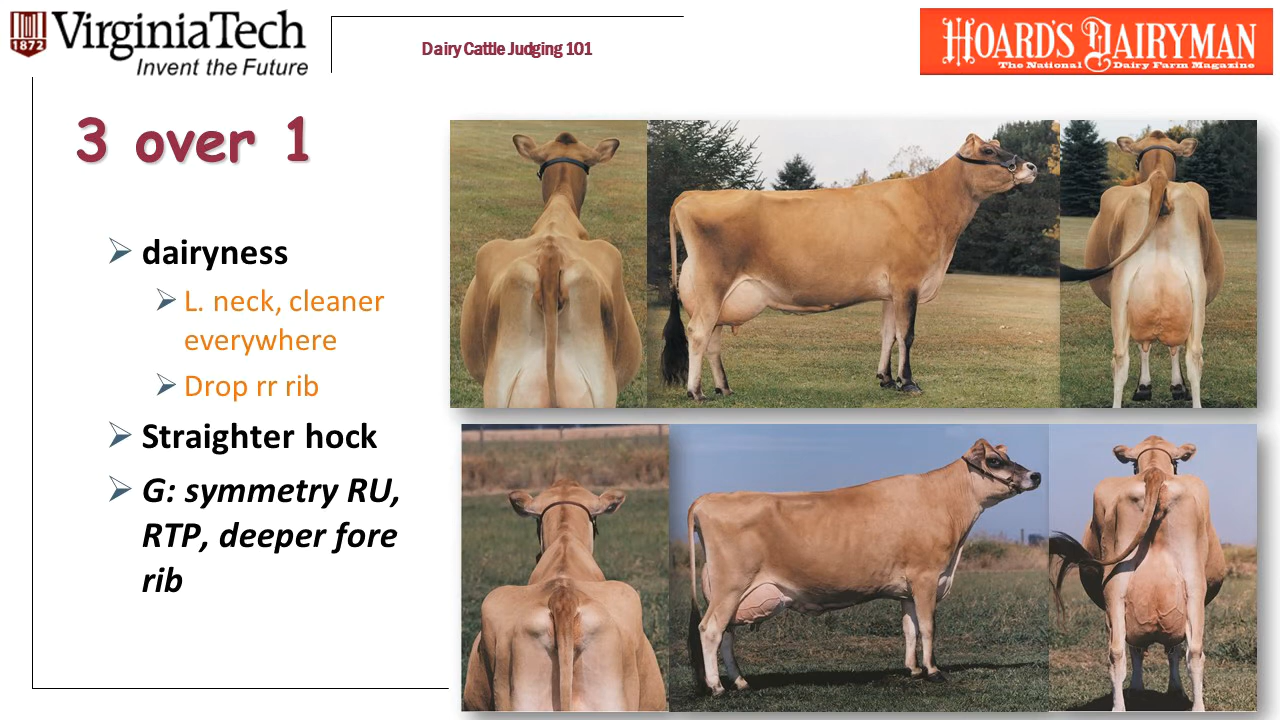 1872
VirginiaTech
Invent the Future
Dairy Cattle Judging 101
HOARD'S DAIRYMAN
The National Dairy Farm Magazine
3 over 1
dairyness
L. neck, cleaner
everywhere
Drop rr rib
Straighter hock
G: symmetry RU,
RTP, deeper fore
rib